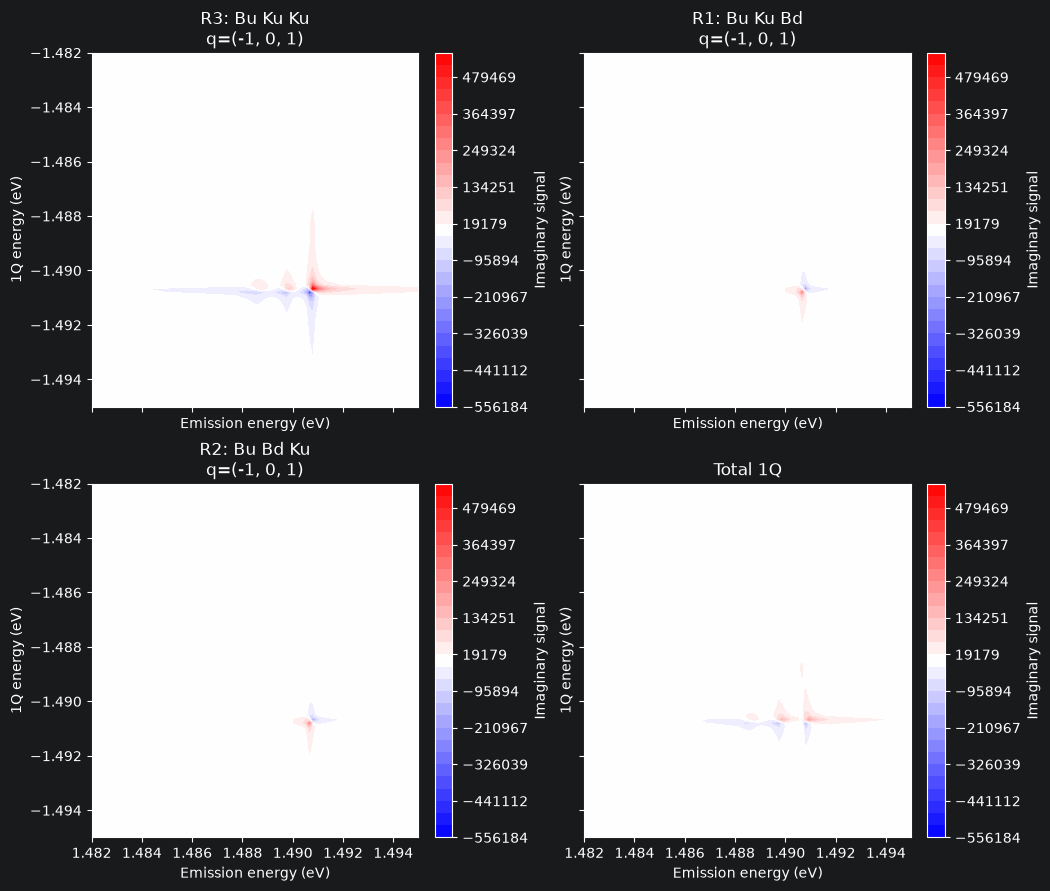 R3: Bu Ku Ku
q=(-1, 0, 1)
−1.482
−1.484
−1.486
−1.488
−1.490
−1.492
−1.494
1Q energy (eV)
Emission energy (eV)
479469
364397
249324
134251
19179
−95894
−210967
−326039
−441112
−556184
Imaginary signal
R1: Bu Ku Bd
q=(-1, 0, 1)
1Q energy (eV)
Emission energy (eV)
479469
364397
249324
134251
19179
−95894
−210967
−326039
−441112
−556184
Imaginary signal
R2: Bu Bd Ku
q=(-1, 0, 1)
−1.482
−1.484
−1.486
−1.488
−1.490
−1.492
−1.494
1Q energy (eV)
1.482 1.484 1.486 1.488 1.490 1.492 1.494
Emission energy (eV)
479469
364397
249324
134251
19179
−95894
−210967
−326039
−441112
−556184
Imaginary signal
Total 1Q
1Q energy (eV)
1.482 1.484 1.486 1.488 1.490 1.492 1.494
Emission energy (eV)
479469
364397
249324
134251
19179
−95894
−210967
−326039
−441112
−556184
Imaginary signal